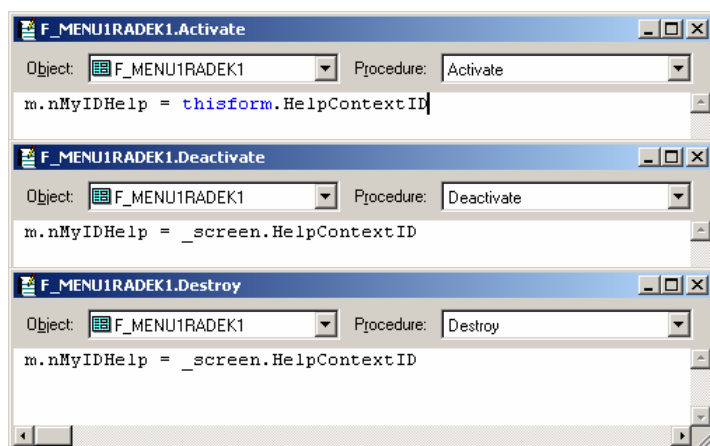 F_MENU1RADEK1.Activate
Object: F_MENU1RADEK1 Procedure: Activate
m.nMyIDHelp = thisform.HelpContextID
F_MENU1RADEK1.Deactivate
Object: F_MENU1RADEK1 Procedure: Deactivate
m.nMyIDHelp = _screen.HelpContextID
F_MENU1RADEK1.Destroy
Object: F_MENU1RADEK1 Procedure: Destroy
m.nMyIDHelp = _screen.HelpContextID